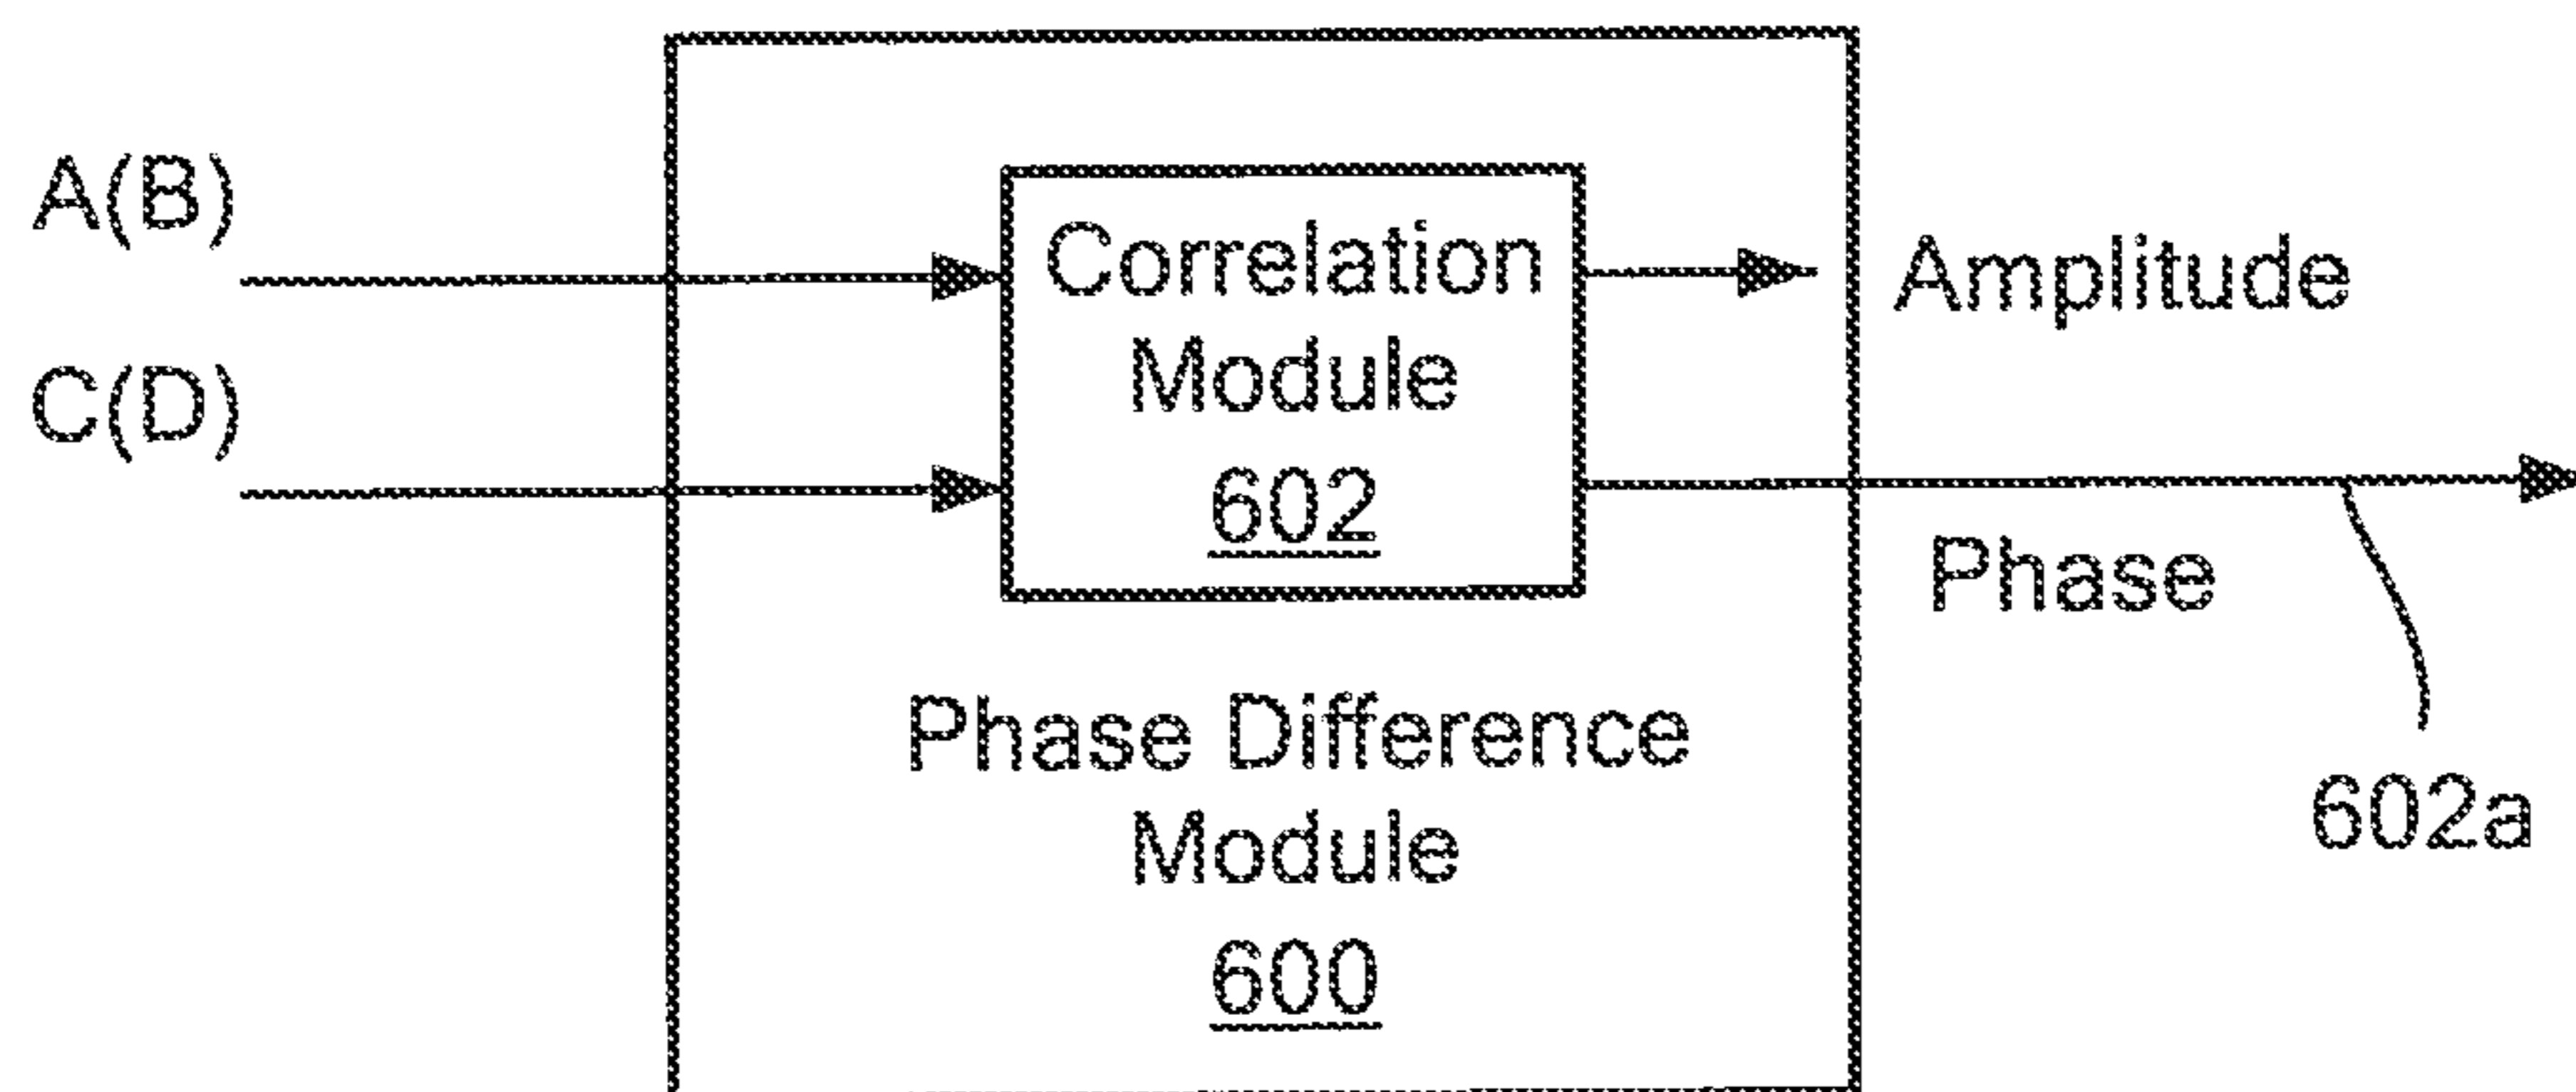 A(B)
C(D)
Correlation
Module
602
Amplitude
Phase
602a
Phase Difference
Module
600